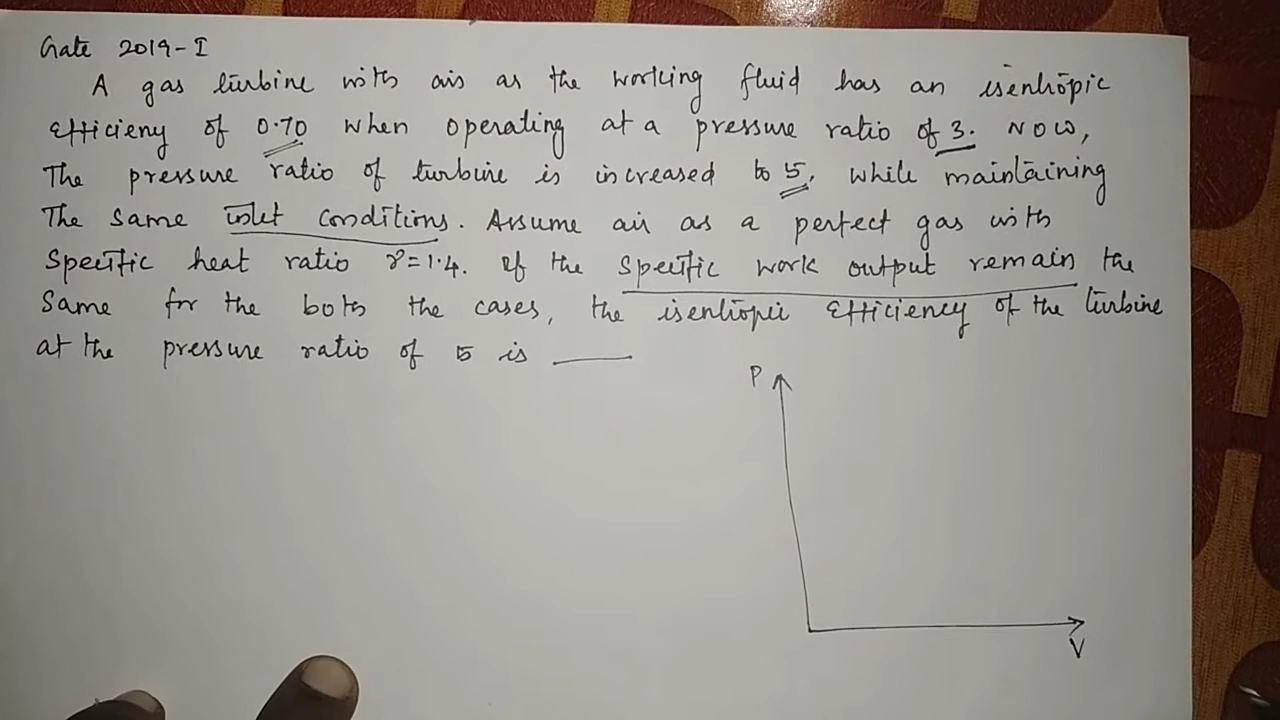 Gate 2019-I
A gas turbine with air as the working fluid has an isentropic
Efficieny of 0.70 when operating at a pressure ratio of 3. Now,
The pressure ratio of turbine is increased to 5, while maintaining
The same inlet conditions. Assume air as a perfect gas with
Specific heat ratio γ=1.4. If the specific work output remain the
Same for the both the cases, the isentropic Efficiency of the turbine
at the pressure ratio of 5 is
P
V